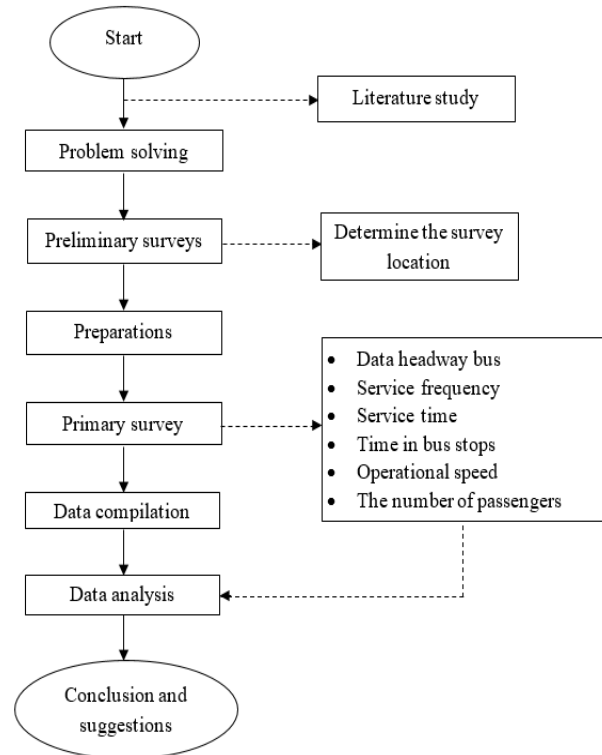 Start
Literature study
Problem solving
Preliminary surveys
Determine the survey
location
Preparations
• Data headway bus
• Service frequency
• Service time
• Time in bus stops
• Operational speed
• The number of passengers
Primary survey
Data compilation
Data analysis
Conclusion and
suggestions